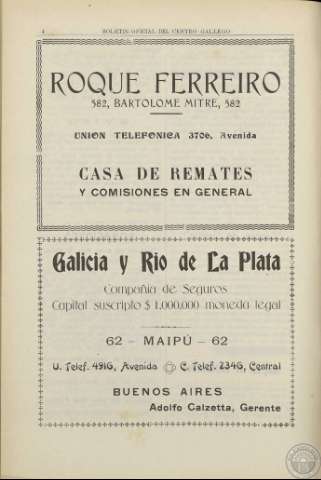 4 BOLETIN OFICIAL DEL CENTRO GALLEGO
ROQUE FERREIRO
582, BARTOLOME MITRE, 582
UNION TELEFONICA 3706, Avenida
CASA DE REMATES
Y COMISIONES EN GENERAL
Galicia y Rio de La Plata
Compañia de Seguros
Capital suscripto $ 1.000.000 moneda legal
62 - MAIPÚ - 62
U. Telef. 4916, Avenida C. Telef. 2346, Central
BUENOS AIRES
Adolfo Calzetta, Gerente